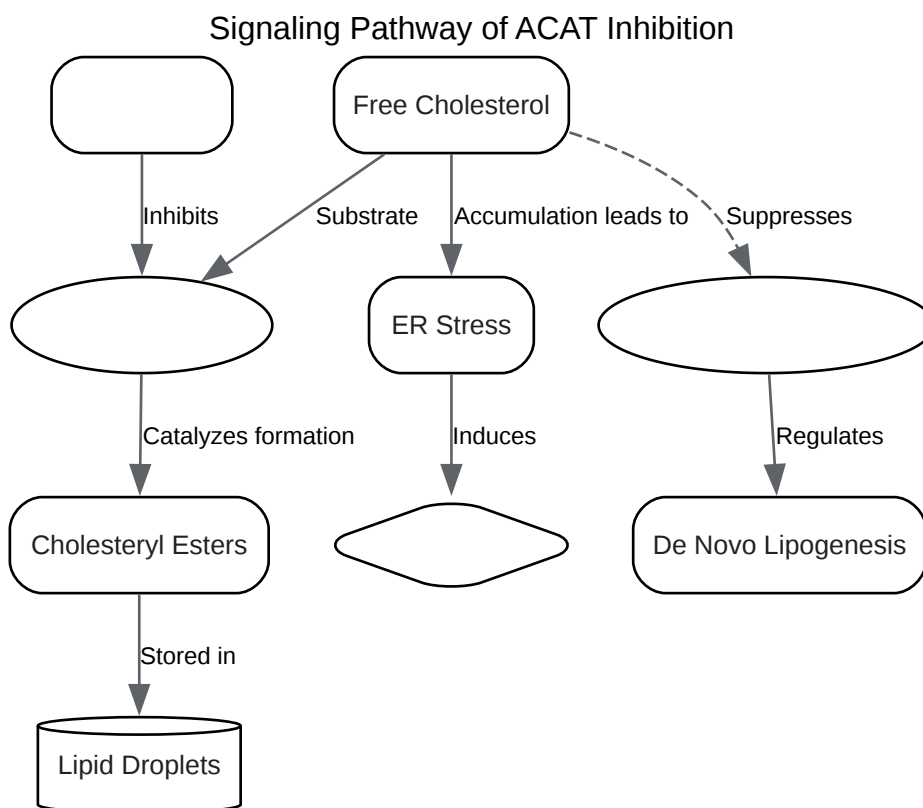 Signaling Pathway of ACAT Inhibition
Free Cholesterol
Inhibits
Substrate
Accumulation leads to
Suppresses
ER Stress
Catalyzes formation
Induces
Regulates
Cholesteryl Esters
De Novo Lipogenesis
Stored in
Lipid Droplets